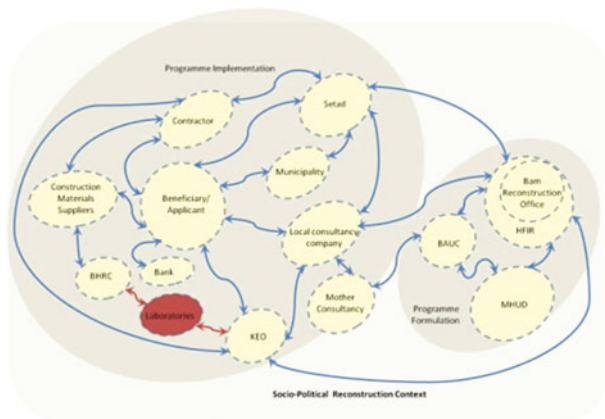 Programme Implementation
Setad
Contractor
Municipality
Construction
Materials
Suppliers
Beneficiary/
Applicant
Bam
Reconstruction
Office
HFIR
Local consultancy
company
BAUC
BHRC
Bank
Mother
Consultancy
MHUD
Laboratories
Programme
Formulation
KEO
Socio-Political Reconstruction Context